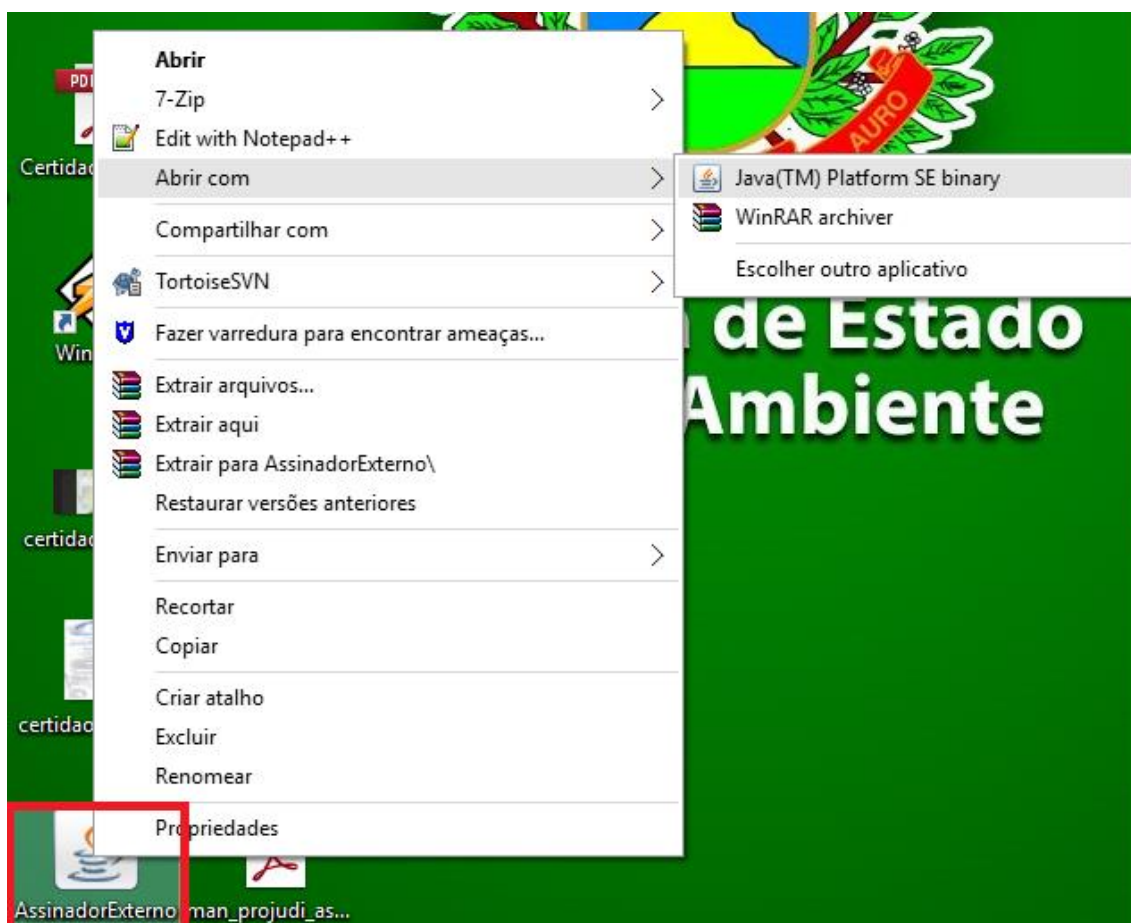 AURO
PD
Certidao
Win
certidao
certidao
Abrir
7-Zip
Edit with Notepad++
Abrir com
Compartilhar com
TortoiseSVN
Fazer varredura para encontrar ameaças...
Extrair arquivos...
Extrair aqui
Extrair para AssinadorExterno\
Restaurar versões anteriores
Enviar para
Recortar
Copiar
Criar atalho
Excluir
Renomear
Propriedades
Java(TM) Platform SE binary
WinRAR archiver
Escolher outro aplicativo
de Estado
Ambiente
AssinadorExterno
man_projudi_as...